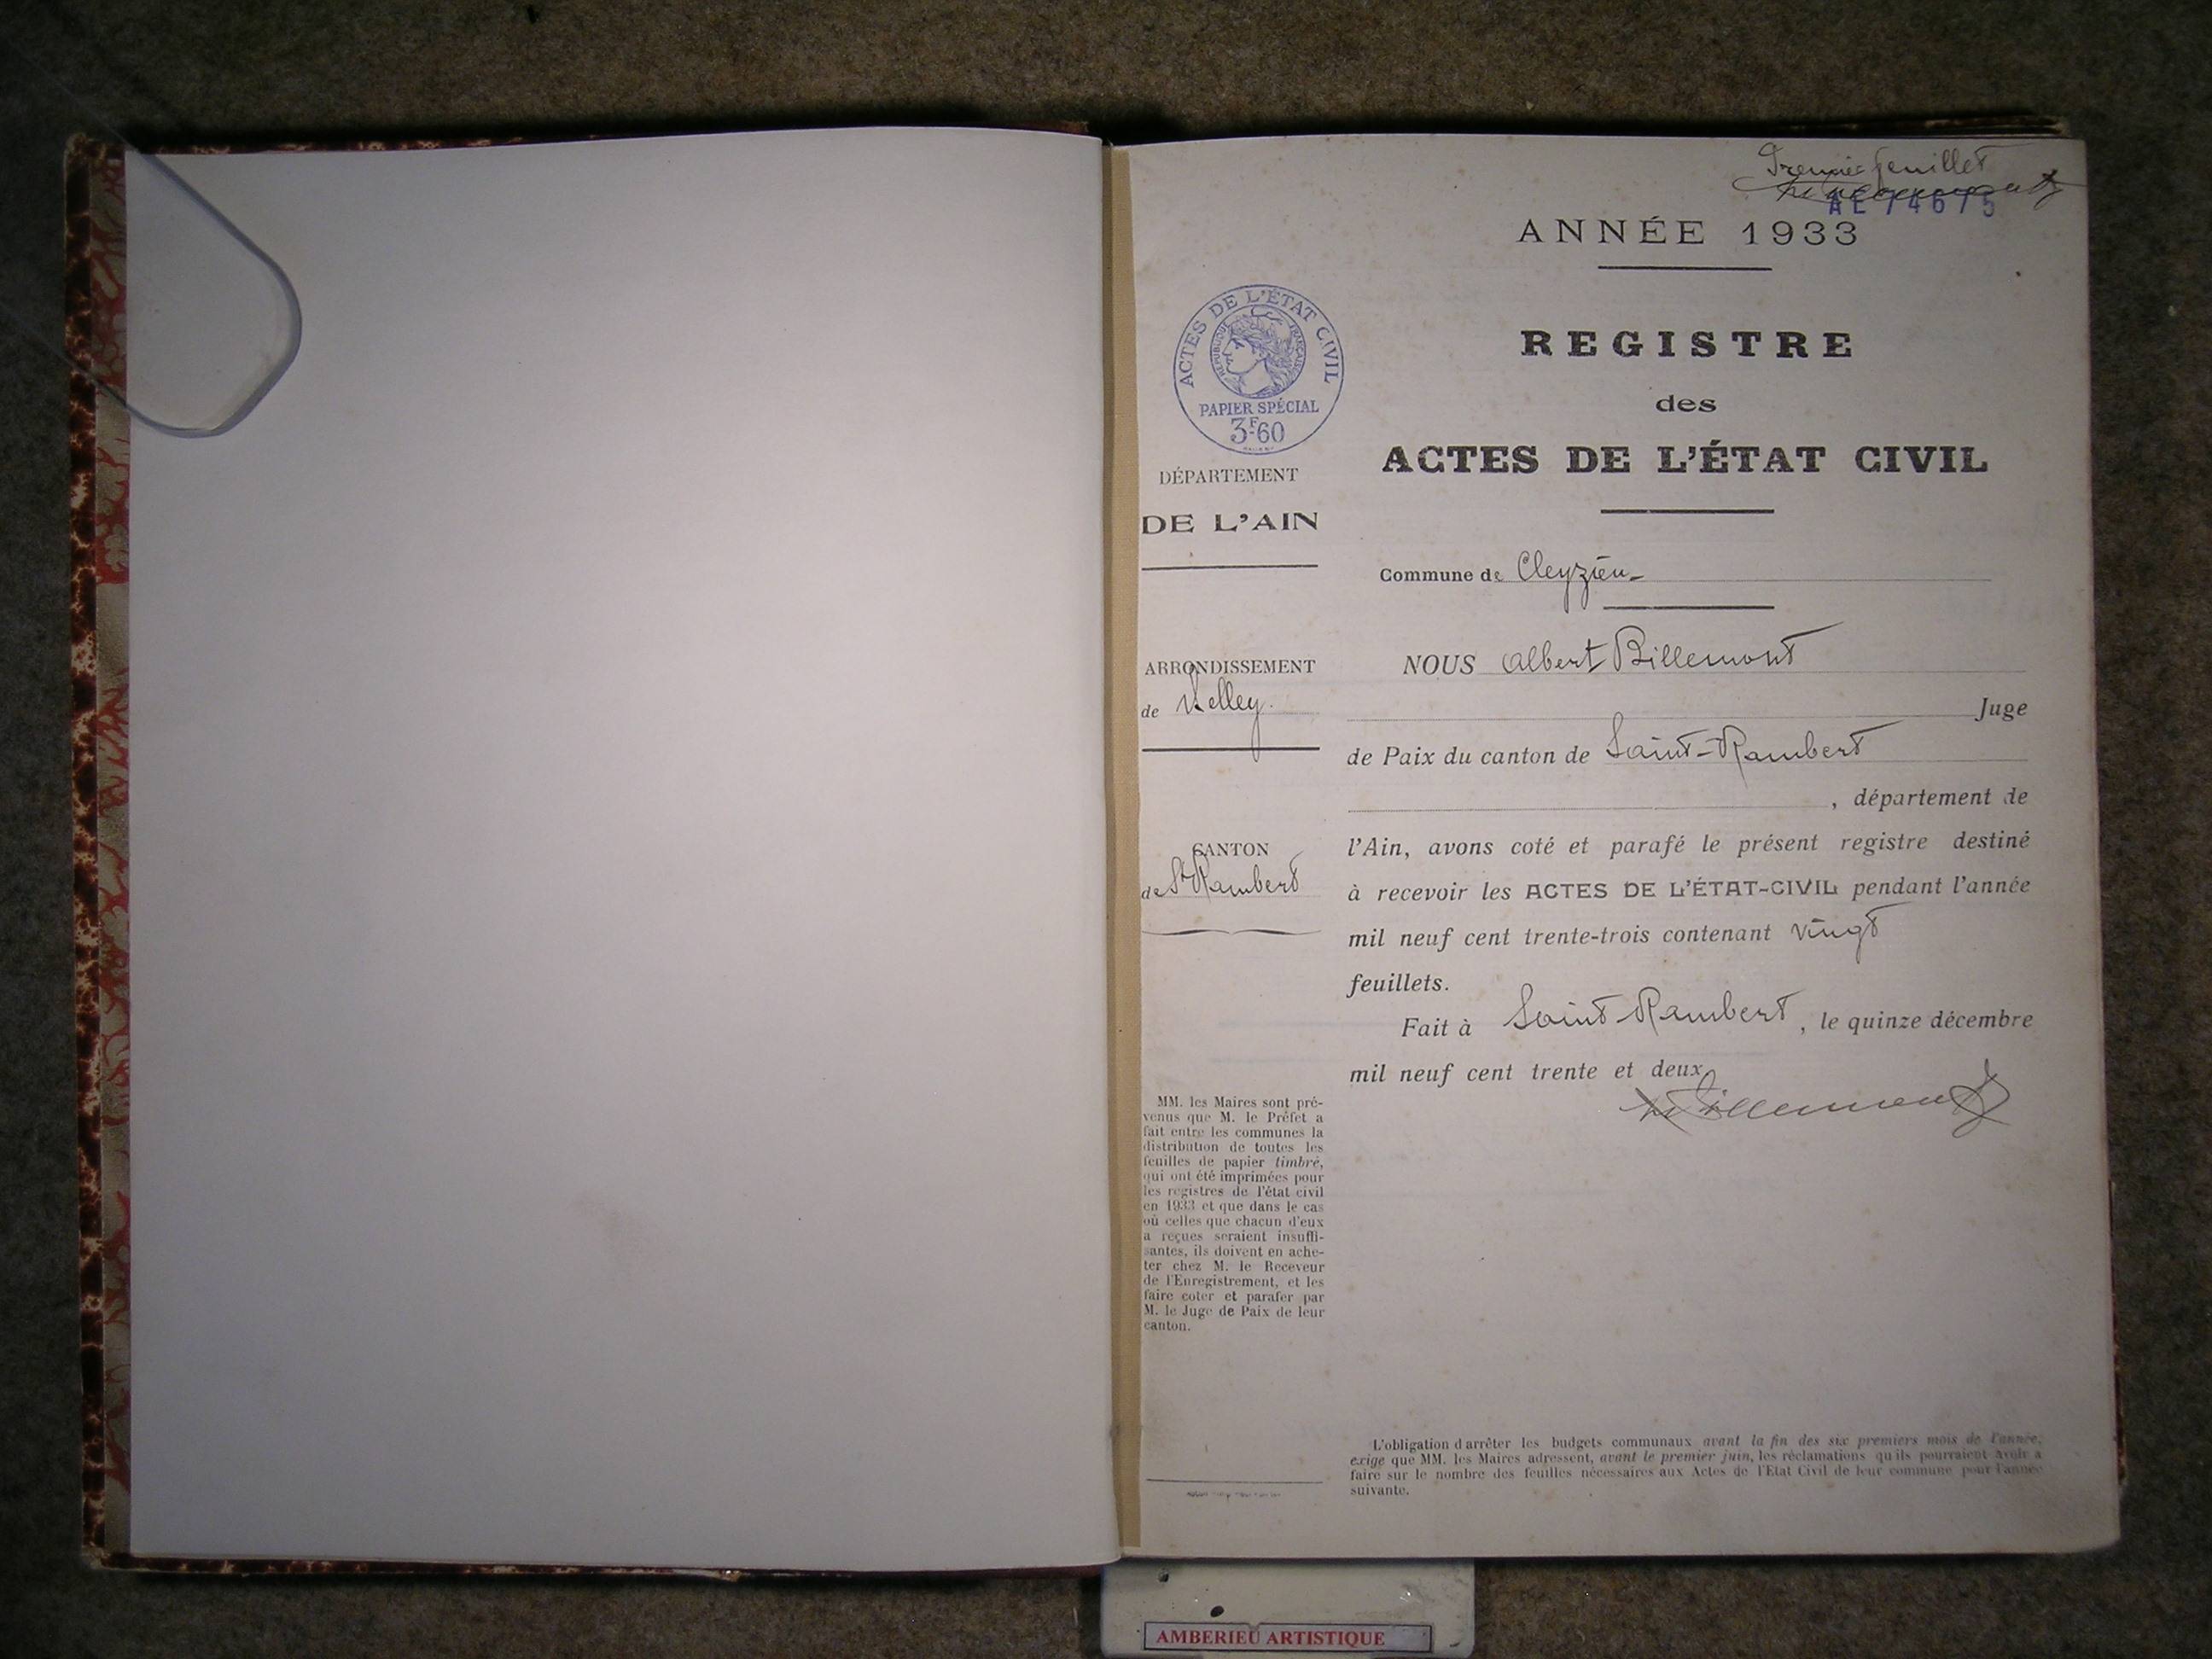 Premier feuillet
AE 74675
ANNÉE 1933
REGISTRE
des
ACTES DE L'ÉTAT CIVIL
Commune de Cleyzieu
NOUS Albert Billemont
Juge
de Paix du canton de Saint-Rambert
, département de
l'Ain, avons coté et parafé le présent registre destiné
à recevoir les ACTES DE L'ÉTAT-CIVIL pendant l'année
mil neuf cent trente-trois contenant vingt
feuillets.
Fait à Saint-Rambert, le quinze décembre
mil neuf cent trente et deux
Billemont
L'obligation d'arrêter les budgets communaux avant la fin des six premiers mois de l'année,
exige que MM. les Maires adressent, avant le premier juin, les réclamations qu'ils pourraient avoir à
faire sur le nombre des feuilles nécessaires aux Actes de l'Etat Civil de leur commune pour l'année
suivante.
ACTES DE L'ÉTAT CIVIL
RÉPUBLIQUE FRANÇAISE
PAPIER SPÉCIAL
3F.60
DÉPARTEMENT
DE L'AIN
ARRONDISSEMENT
de Belley.
CANTON
de St Rambert
MM. les Maires sont pré-
venus que M. le Préfet a
fait entre les communes la
distribution de toutes les
feuilles de papier timbré,
qui ont été imprimées pour
les registres de l'état civil
en 1933 et que dans le cas
où celles que chacun d'eux
a reçues seraient insuffi-
santes, ils doivent en ache-
ter chez M. le Receveur
de l'Enregistrement, et les
faire coter et parafer par
M. le Juge de Paix de leur
canton.
AMBERIEU ARTISTIQUE